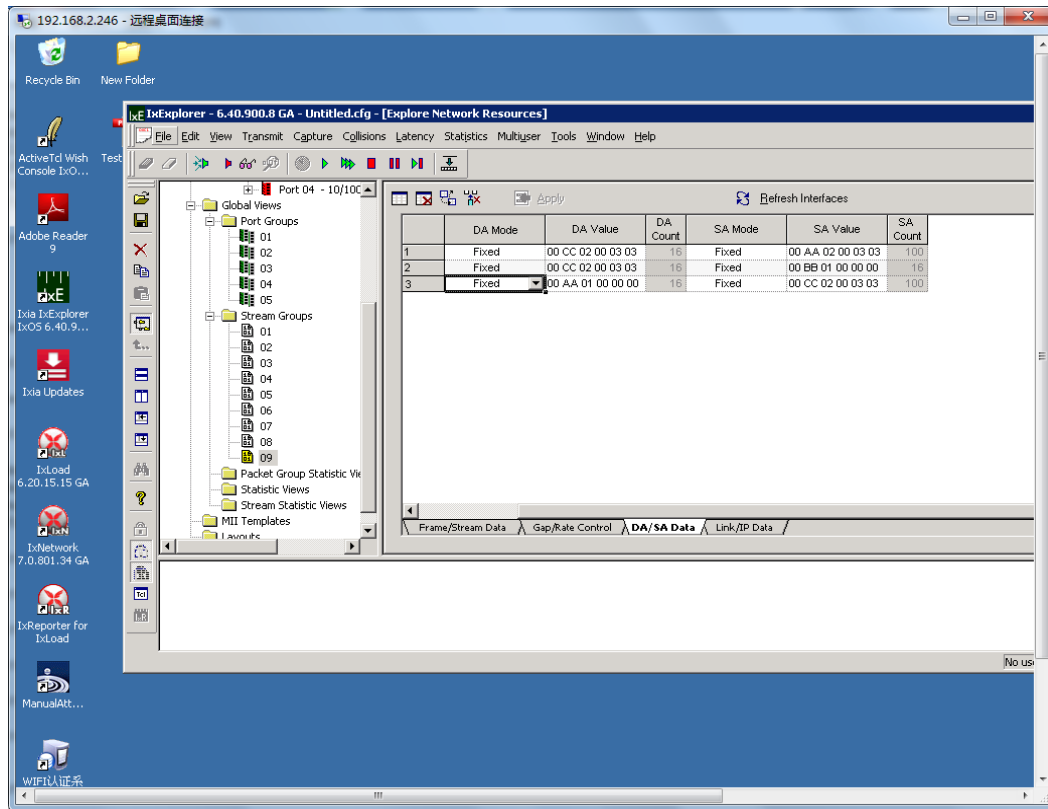 192.168.2.246 - 远程桌面连接
Recycle Bin
New Folder
IxExplorer - 6.40.900.8 GA - Untitled.cfg - [Explore Network Resources]
File Edit View Transmit Capture Collisions Latency Statistics Multiuser Tools Window Help
ActiveTcl Wish
Console IxO...
Test
Adobe Reader
9
Ixia IxExplorer
IxOS 6.40.9...
Ixia Updates
IxLoad
6.20.15.15 GA
IxNetwork
7.0.801.34 GA
IxReporter for
IxLoad
ManualAtt...
WIFI认证系
Port 04 - 10/100
Global Views
Port Groups
01
02
03
04
05
Stream Groups
01
02
03
04
05
06
07
08
09
Packet Group Statistic Vie
Statistic Views
Stream Statistic Views
MII Templates
Layouts
Apply
Refresh Interfaces
DA Mode DA Value DA Count SA Mode SA Value SA Count
1 Fixed 00 CC 02 00 03 03 16 Fixed 00 AA 02 00 03 03 100
2 Fixed 00 CC 02 00 03 03 16 Fixed 00 BB 01 00 00 00 16
3 Fixed 00 AA 01 00 00 00 16 Fixed 00 CC 02 00 03 03 100
Frame/Stream Data Gap/Rate Control DA/SA Data Link/IP Data
No us